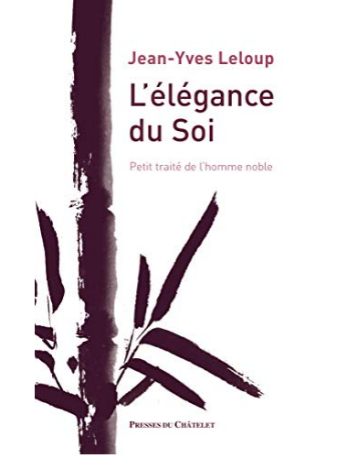 Jean-Yves Leloup
L’élégance
du Soi
Petit traité de l’homme noble
PRESSES DU CHÂTELET